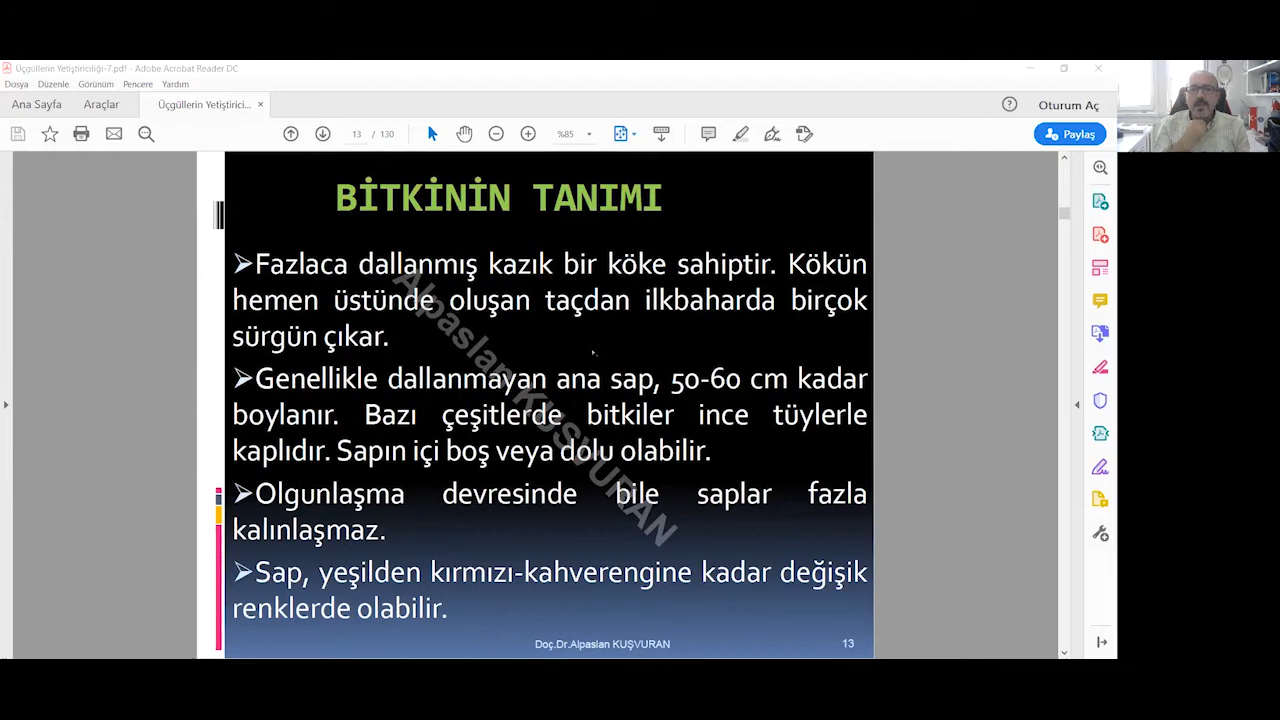 Üçgüllerin Yetiştiriciliği-7.pdf - Adobe Acrobat Reader DC
Dosya Düzenle Görünüm Pencere Yardım
Ana Sayfa Araçlar Üçgüllerin Yetiştirici... × Oturum Aç
13 / 130 %85 Paylaş
BİTKİNİN TANIMI
➢Fazlaca dallanmış kazık bir köke sahiptir. Kökün
hemen üstünde oluşan taçdan ilkbaharda birçok
sürgün çıkar.
➢Genellikle dallanmayan ana sap, 50-60 cm kadar
boylanır. Bazı çeşitlerde bitkiler ince tüylerle
kaplıdır. Sapın içi boş veya dolu olabilir.
➢Olgunlaşma devresinde bile saplar fazla
kalınlaşmaz.
➢Sap, yeşilden kırmızı-kahverengine kadar değişik
renklerde olabilir.
Alpaslan KUŞVURAN
Doç.Dr.Alpaslan KUŞVURAN 13